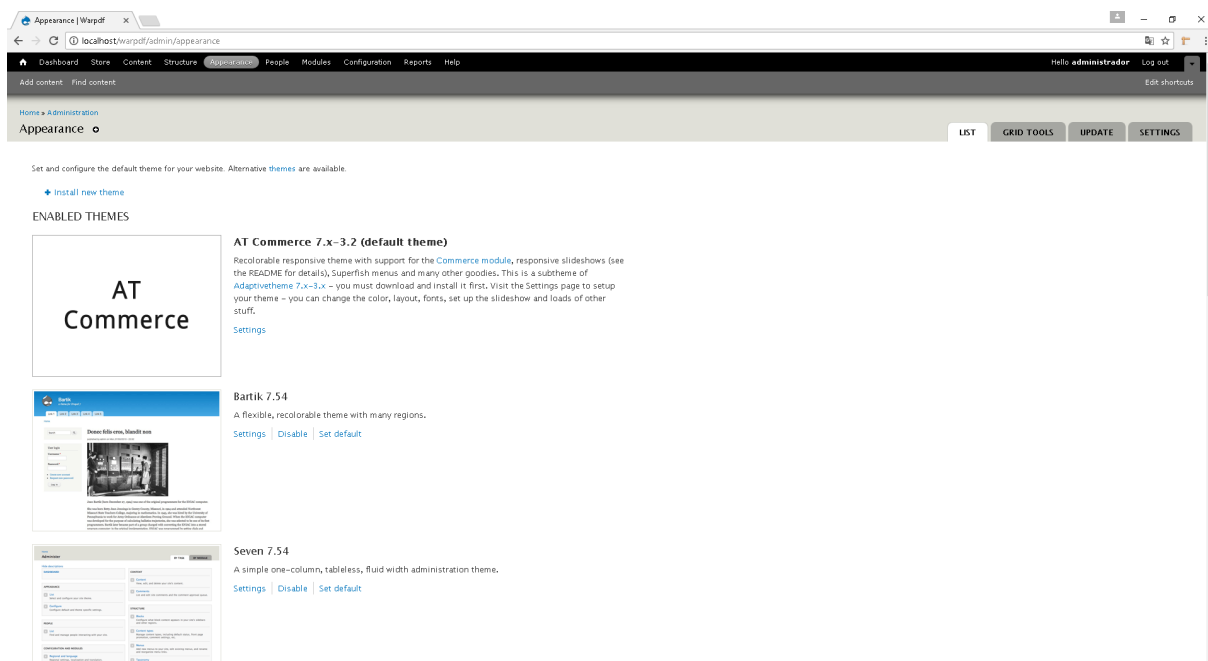 Appearance | Warpdf
localhost/warpdf/admin/appearance
Dashboard Store Content Structure Appearance People Modules Configuration Reports Help Hello administrador Log out
Add content Find content Edit shortcuts
Home » Administration
Appearance
LIST GRID TOOLS UPDATE SETTINGS
Set and configure the default theme for your website. Alternative themes are available.
Install new theme
ENABLED THEMES
AT
Commerce
AT Commerce 7.x-3.2 (default theme)
Recolorable responsive theme with support for the Commerce module, responsive slideshows (see
the README for details), Superfish menus and many other goodies. This is a subtheme of
Adaptivetheme 7.x-3.x – you must download and install it first. Visit the Settings page to setup
your theme – you can change the color, layout, fonts, set up the slideshow and loads of other
stuff.
Settings
Bartik
Donec felis eros, blandit non
Bartik 7.54
A flexible, recolorable theme with many regions.
Settings Disable Set default
Seven 7.54
A simple one-column, tableless, fluid width administration theme.
Settings Disable Set default